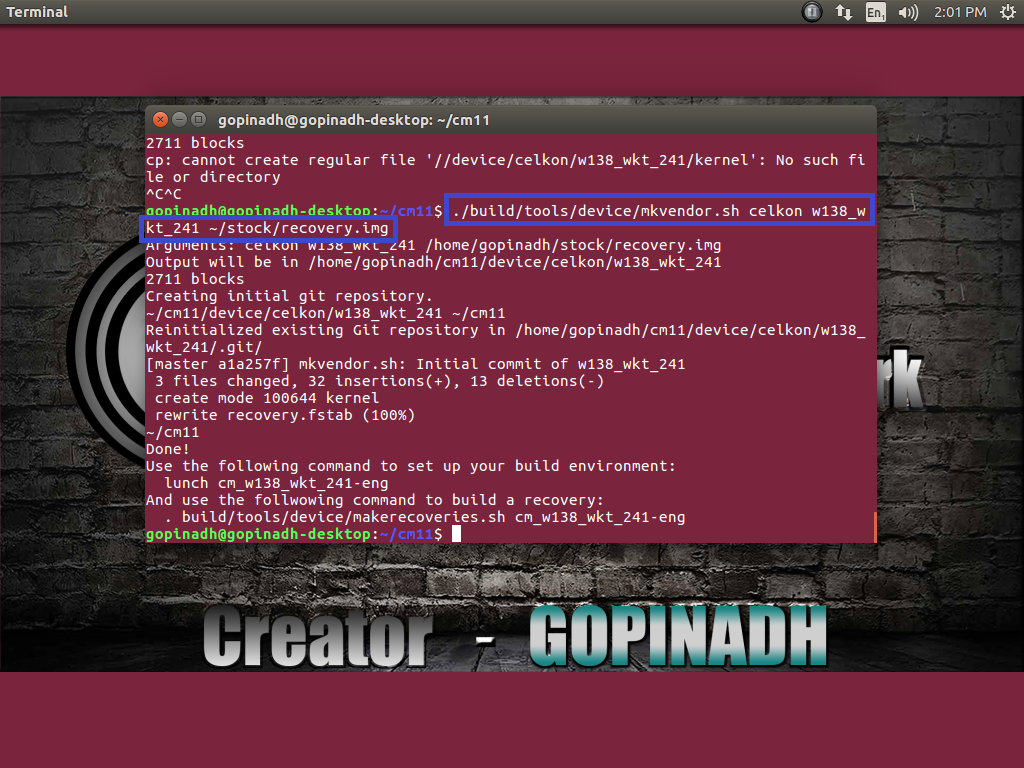 Terminal
En1 2:01 PM
gopinadh@gopinadh-desktop: ~/cm11
2711 blocks
cp: cannot create regular file '//device/celkon/w138_wkt_241/kernel': No such fi
le or directory
^C^C
gopinadh@gopinadh-desktop:~/cm11$ ./build/tools/device/mkvendor.sh celkon w138_w
kt_241 ~/stock/recovery.img
Arguments: celkon w138_wkt_241 /home/gopinadh/stock/recovery.img
Output will be in /home/gopinadh/cm11/device/celkon/w138_wkt_241
2711 blocks
Creating initial git repository.
~/cm11/device/celkon/w138_wkt_241 ~/cm11
Reinitialized existing Git repository in /home/gopinadh/cm11/device/celkon/w138_
wkt_241/.git/
[master a1a257f] mkvendor.sh: Initial commit of w138_wkt_241
 3 files changed, 32 insertions(+), 13 deletions(-)
 create mode 100644 kernel
 rewrite recovery.fstab (100%)
~/cm11
Done!
Use the following command to set up your build environment:
  lunch cm_w138_wkt_241-eng
And use the follwowing command to build a recovery:
  . build/tools/device/makerecoveries.sh cm_w138_wkt_241-eng
gopinadh@gopinadh-desktop:~/cm11$
Creator - GOPINADH